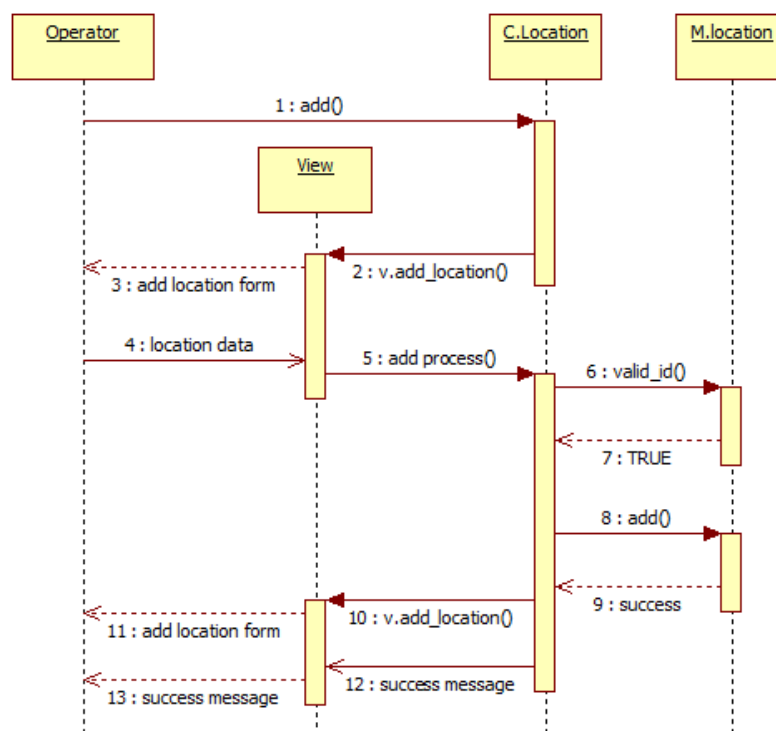 Operator
C.Location
M.location
1 : add()
View
2 : v.add_location()
3 : add location form
4 : location data
5 : add process()
6 : valid_id()
7 : TRUE
8 : add()
9 : success
10 : v.add_location()
11 : add location form
12 : success message
13 : success message